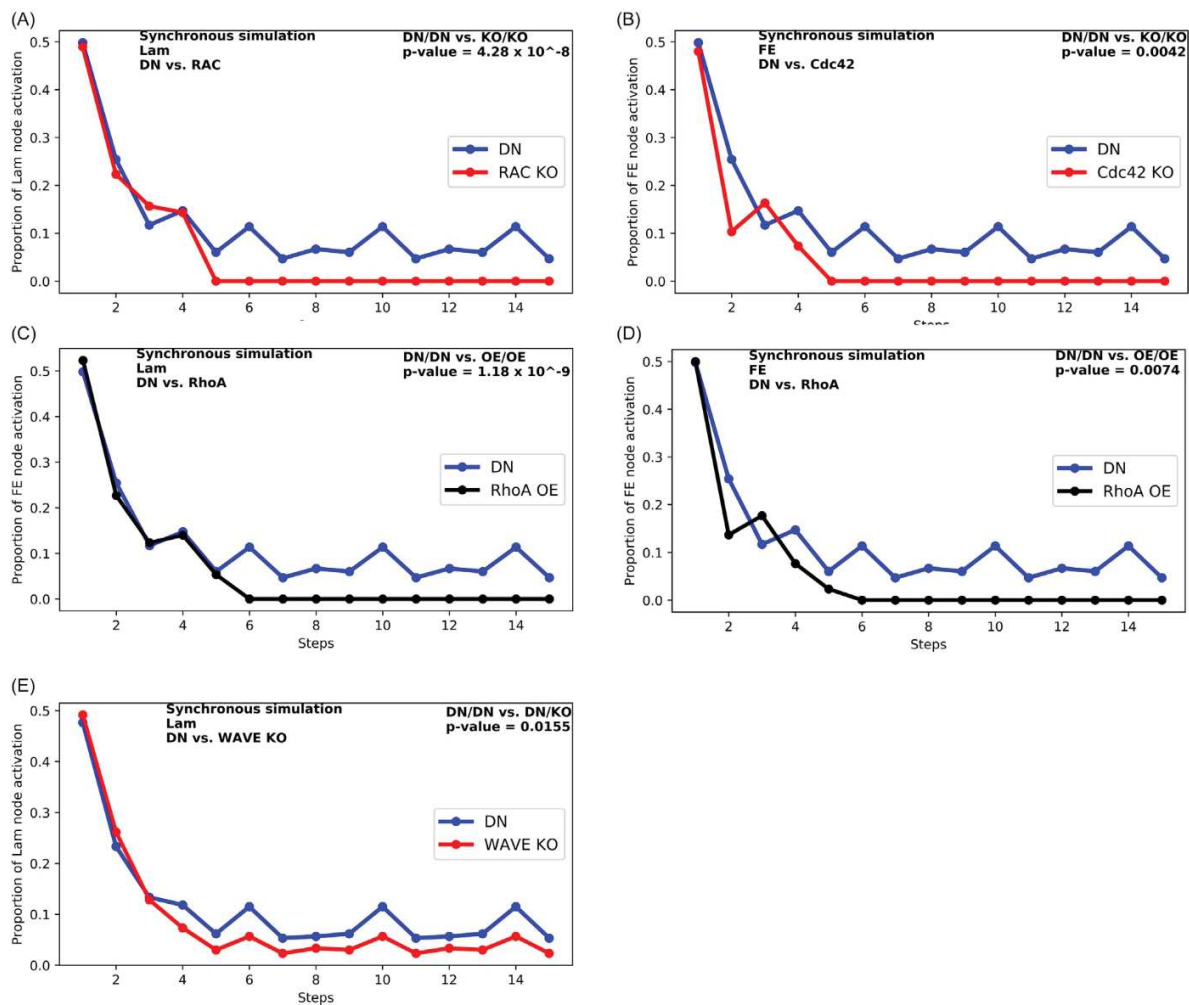 (A)
Synchronous simulation
Lam
DN vs. RAC
DN/DN vs. KO/KO
p-value = 4.28 x 10^-8
Proportion of Lam node activation
0.5
0.4
0.3
0.2
0.1
0.0
DN
RAC KO
2 4 6 8 10 12 14
(B)
Synchronous simulation
FE
DN vs. Cdc42
DN/DN vs. KO/KO
p-value = 0.0042
Proportion of FE node activation
0.5
0.4
0.3
0.2
0.1
0.0
DN
Cdc42 KO
2 4 6 8 10 12 14
Steps
(C)
Synchronous simulation
Lam
DN vs. RhoA
DN/DN vs. OE/OE
p-value = 1.18 x 10^-9
Proportion of FE node activation
0.5
0.4
0.3
0.2
0.1
0.0
DN
RhoA OE
2 4 6 8 10 12 14
Steps
(D)
Synchronous simulation
FE
DN vs. RhoA
DN/DN vs. OE/OE
p-value = 0.0074
Proportion of FE node activation
0.5
0.4
0.3
0.2
0.1
0.0
DN
RhoA OE
2 4 6 8 10 12 14
Steps
(E)
Synchronous simulation
Lam
DN vs. WAVE KO
DN/DN vs. DN/KO
p-value = 0.0155
Proportion of Lam node activation
0.5
0.4
0.3
0.2
0.1
0.0
DN
WAVE KO
2 4 6 8 10 12 14
Steps